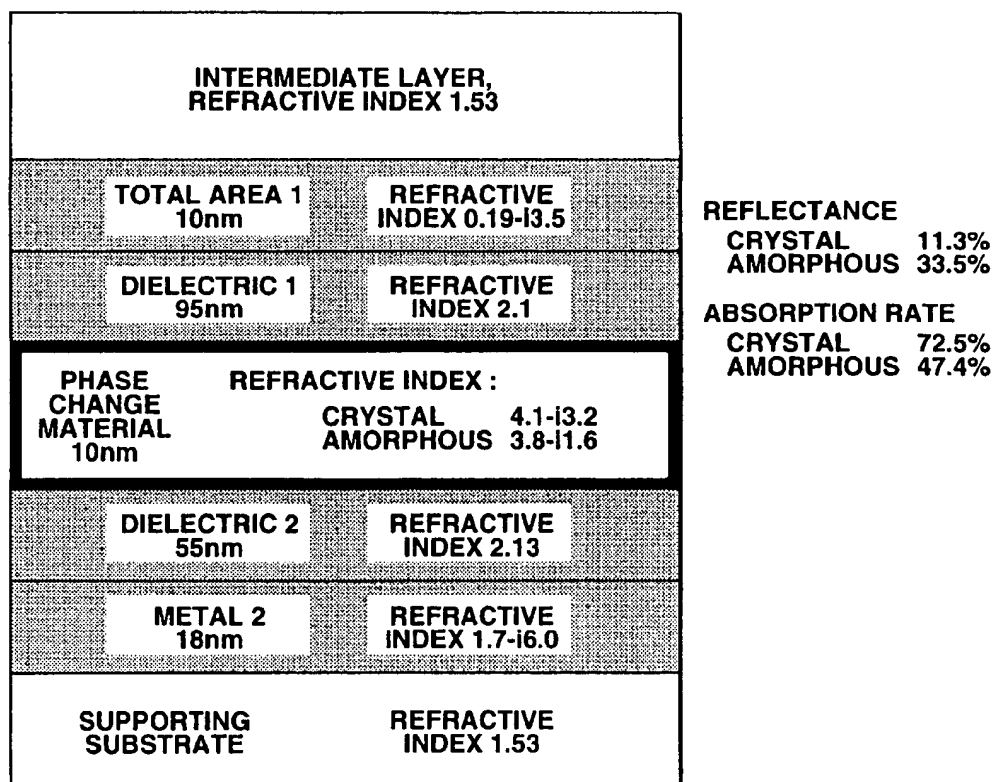 INTERMEDIATE LAYER,
REFRACTIVE INDEX 1.53
TOTAL AREA 1
10nm
REFRACTIVE
INDEX 0.19-i3.5
DIELECTRIC 1
95nm
REFRACTIVE
INDEX 2.1
PHASE
CHANGE
MATERIAL
10nm
REFRACTIVE INDEX :
CRYSTAL 4.1-i3.2
AMORPHOUS 3.8-i1.6
DIELECTRIC 2
55nm
REFRACTIVE
INDEX 2.13
METAL 2
18nm
REFRACTIVE
INDEX 1.7-i6.0
SUPPORTING
SUBSTRATE
REFRACTIVE
INDEX 1.53
REFLECTANCE
CRYSTAL 11.3%
AMORPHOUS 33.5%
ABSORPTION RATE
CRYSTAL 72.5%
AMORPHOUS 47.4%